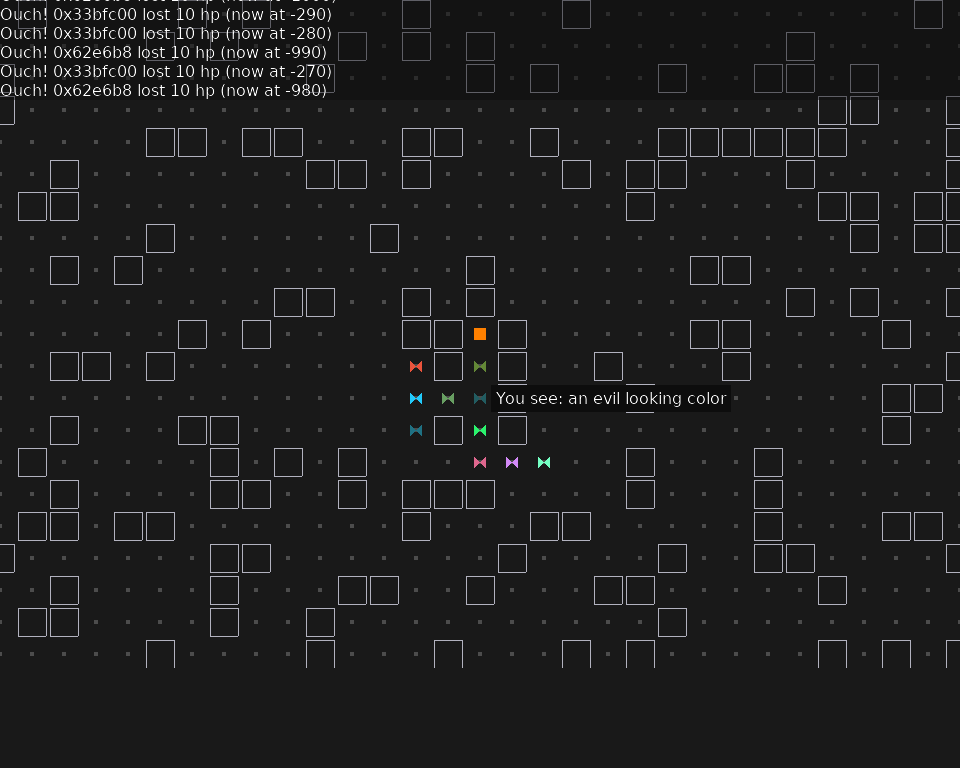 Ouch! 0x33bfc00 lost 10 hp (now at -290)
Ouch! 0x33bfc00 lost 10 hp (now at -280)
Ouch! 0x62e6b8 lost 10 hp (now at -990)
Ouch! 0x33bfc00 lost 10 hp (now at -270)
Ouch! 0x62e6b8 lost 10 hp (now at -980)
You see: an evil looking color